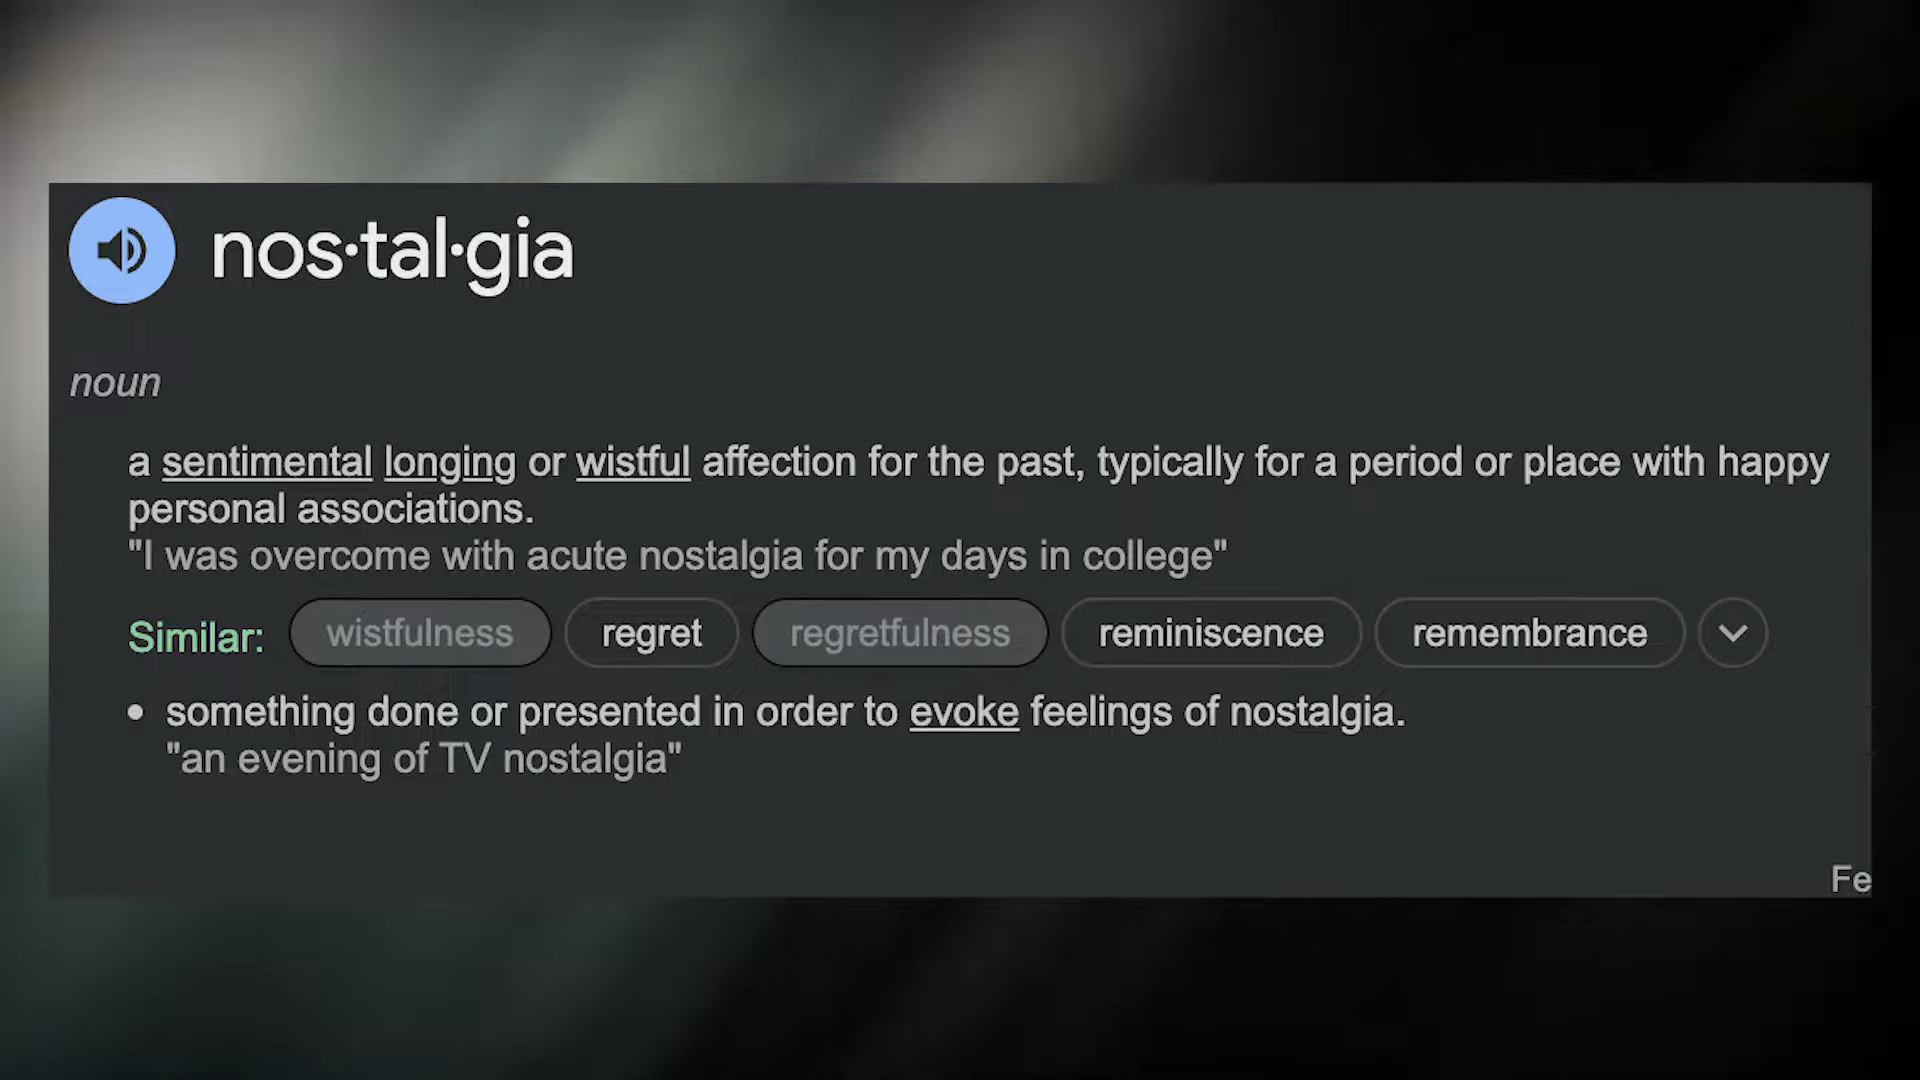 nos·tal·gia
noun
a sentimental longing or wistful affection for the past, typically for a period or place with happy
personal associations.
"I was overcome with acute nostalgia for my days in college"
Similar: wistfulness regret regretfulness reminiscence remembrance
• something done or presented in order to evoke feelings of nostalgia.
"an evening of TV nostalgia"
Fe